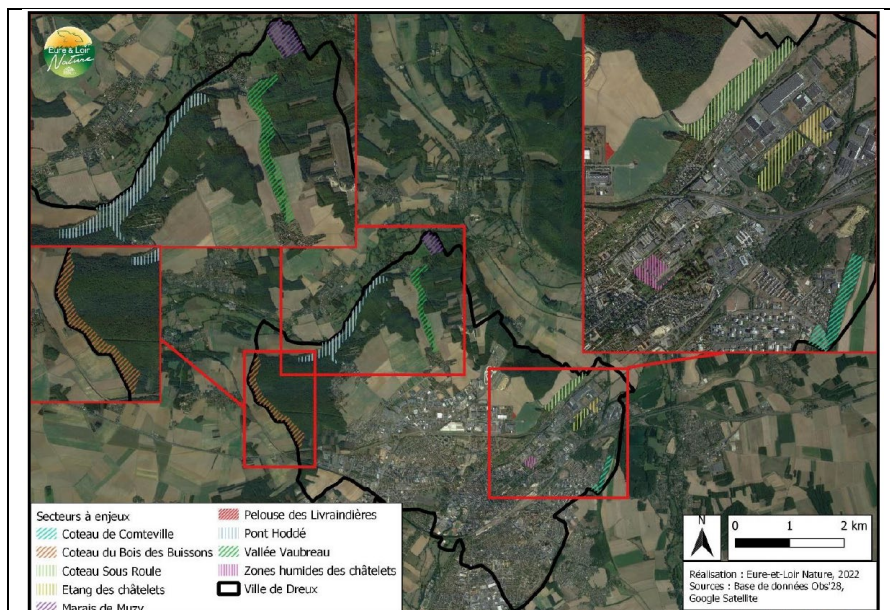 Eure & Loir
Nature
Secteurs à enjeux
Coteau de Comteville
Coteau du Bois des Buissons
Coteau Sous Roule
Etang des châtelets
Marais de Muzy
Pelouse des Livraindières
Pont Hoddé
Vallée Vaubreau
Zones humides des châtelets
Ville de Dreux
N
0 1 2 km
Réalisation : Eure-et-Loir Nature, 2022
Sources : Base de données Obs'28,
Google Satellite